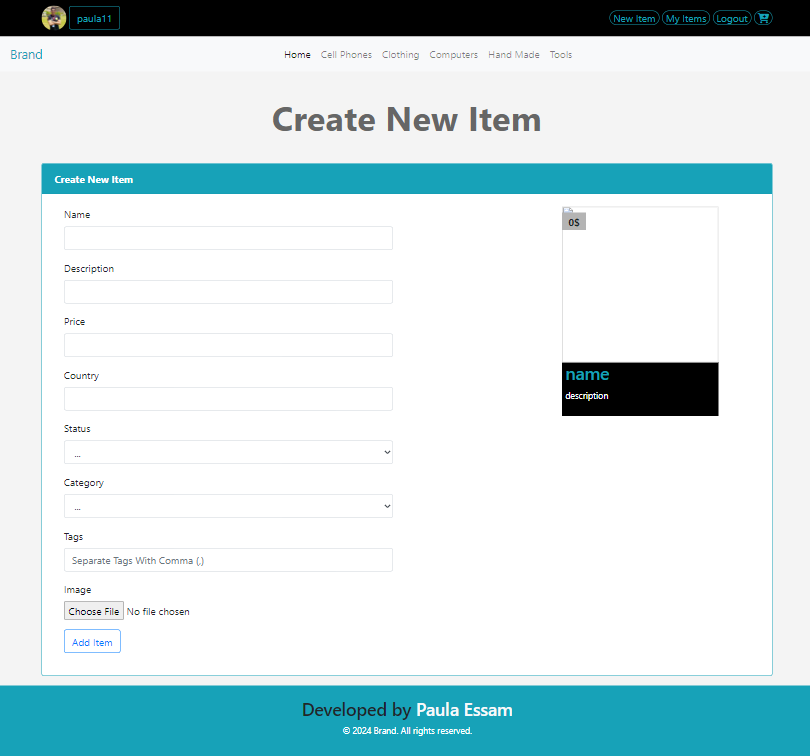 paula11 New Item My Items Logout
Brand Home Cell Phones Clothing Computers Hand Made Tools
Create New Item
Create New Item
Name
Description
Price
Country
Status
...
Category
...
Tags
Separate Tags With Comma (,)
Image
Choose File No file chosen
Add Item
0$
name
description
Developed by Paula Essam
© 2024 Brand. All rights reserved.